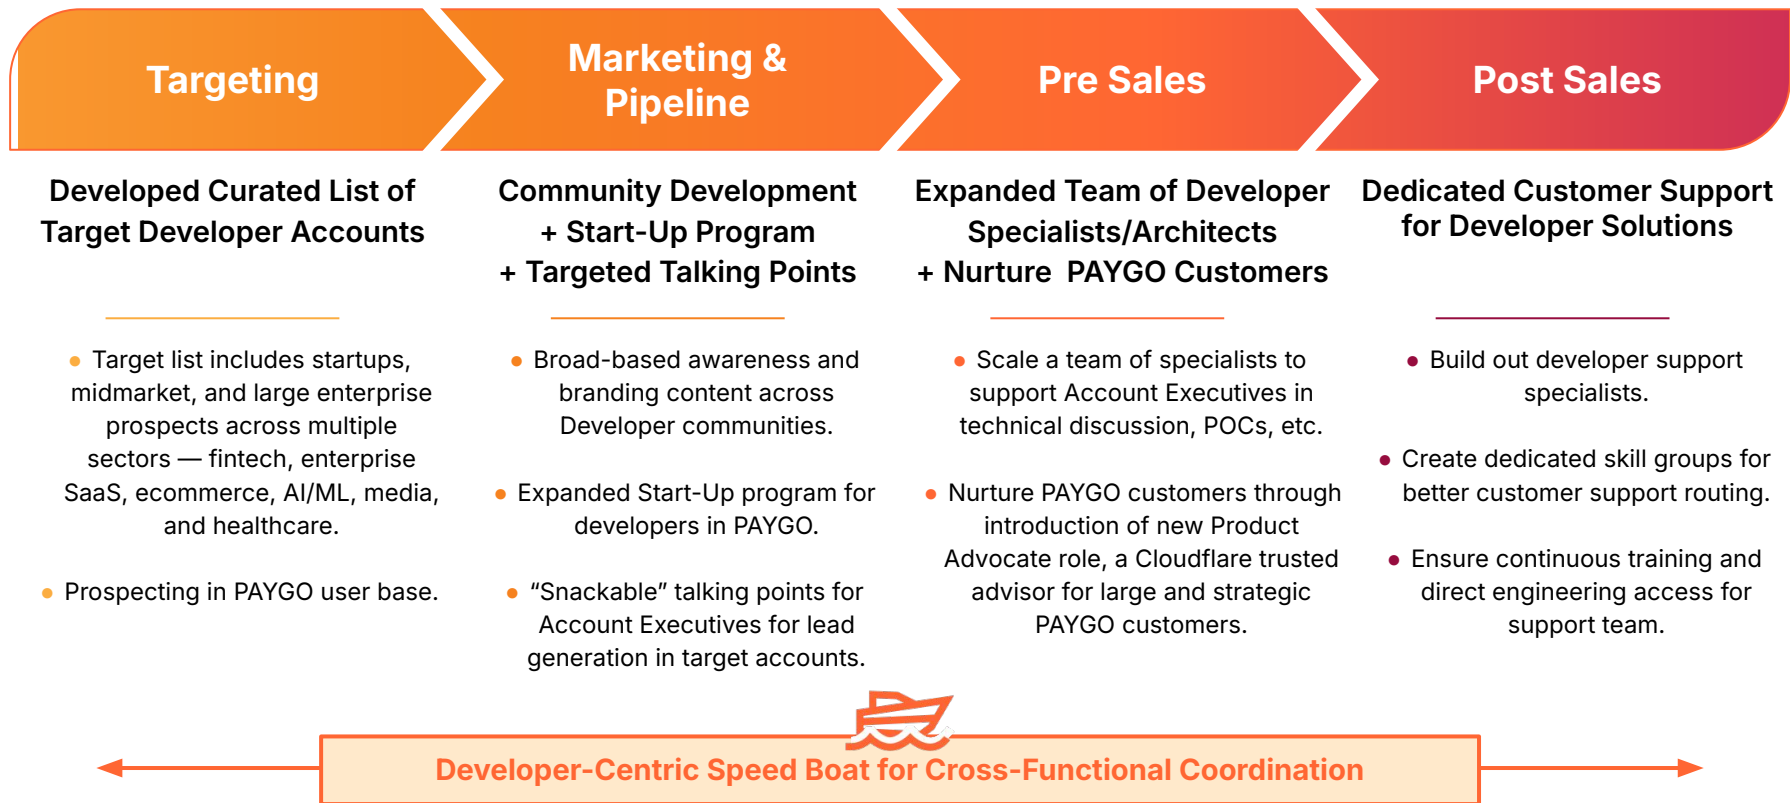 Targeting
Marketing &
Pipeline
Pre Sales
Post Sales
Developed Curated List of
Target Developer Accounts
● Target list includes startups,
midmarket, and large enterprise
prospects across multiple
sectors — fintech, enterprise
SaaS, ecommerce, AI/ML, media,
and healthcare.
● Prospecting in PAYGO user base.
Community Development
+ Start-Up Program
+ Targeted Talking Points
● Broad-based awareness and
branding content across
Developer communities.
● Expanded Start-Up program for
developers in PAYGO.
● “Snackable” talking points for
Account Executives for lead
generation in target accounts.
Expanded Team of Developer
Specialists/Architects
+ Nurture  PAYGO Customers
● Scale a team of specialists to
support Account Executives in
technical discussion, POCs, etc.
● Nurture PAYGO customers through
introduction of new Product
Advocate role, a Cloudflare trusted
advisor for large and strategic
PAYGO customers.
Dedicated Customer Support
for Developer Solutions
● Build out developer support
specialists.
● Create dedicated skill groups for
better customer support routing.
● Ensure continuous training and
direct engineering access for
support team.
Developer-Centric Speed Boat for Cross-Functional Coordination